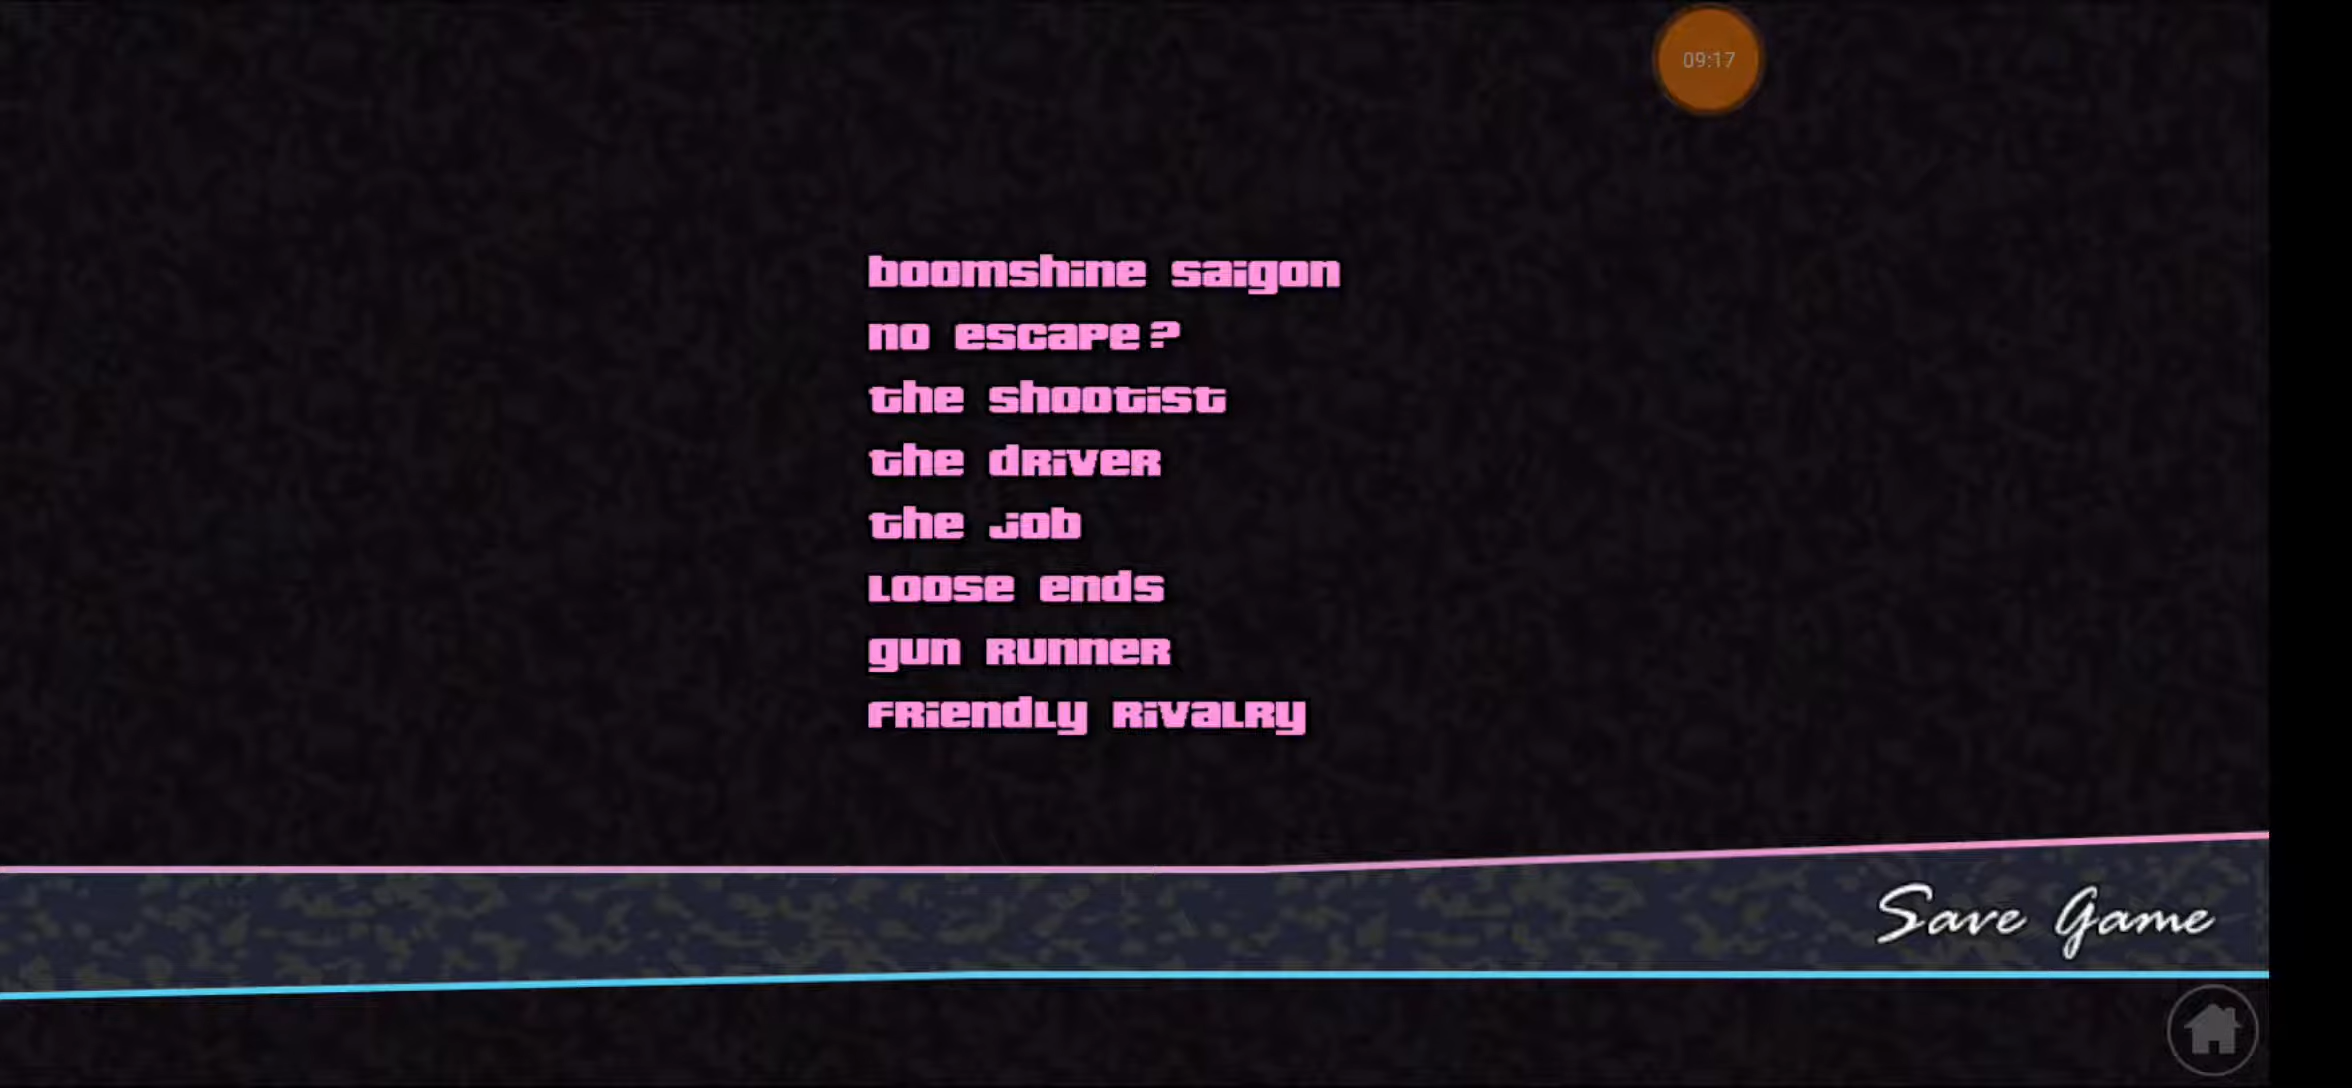 09:17
boomshine saigon
no escape?
the shootist
the driver
the job
loose ends
gun runner
friendly rivalry
Save Game